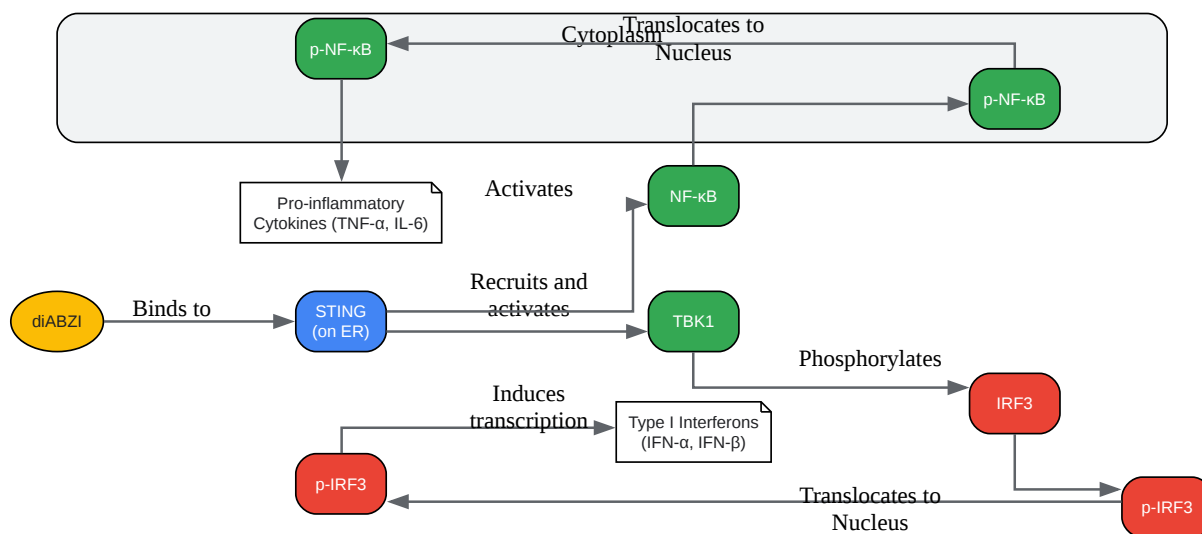 Translocates to
Nucleus
Cytoplasm
p-NF-κB
p-NF-κB
Activates
NF-κB
Pro-inflammatory
Cytokines (TNF-α, IL-6)
Recruits and
activates
Binds to
diABZI
STING
(on ER)
TBK1
Phosphorylates
IRF3
Induces
transcription
Type I Interferons
(IFN-α, IFN-β)
p-IRF3
Translocates to
Nucleus
p-IRF3